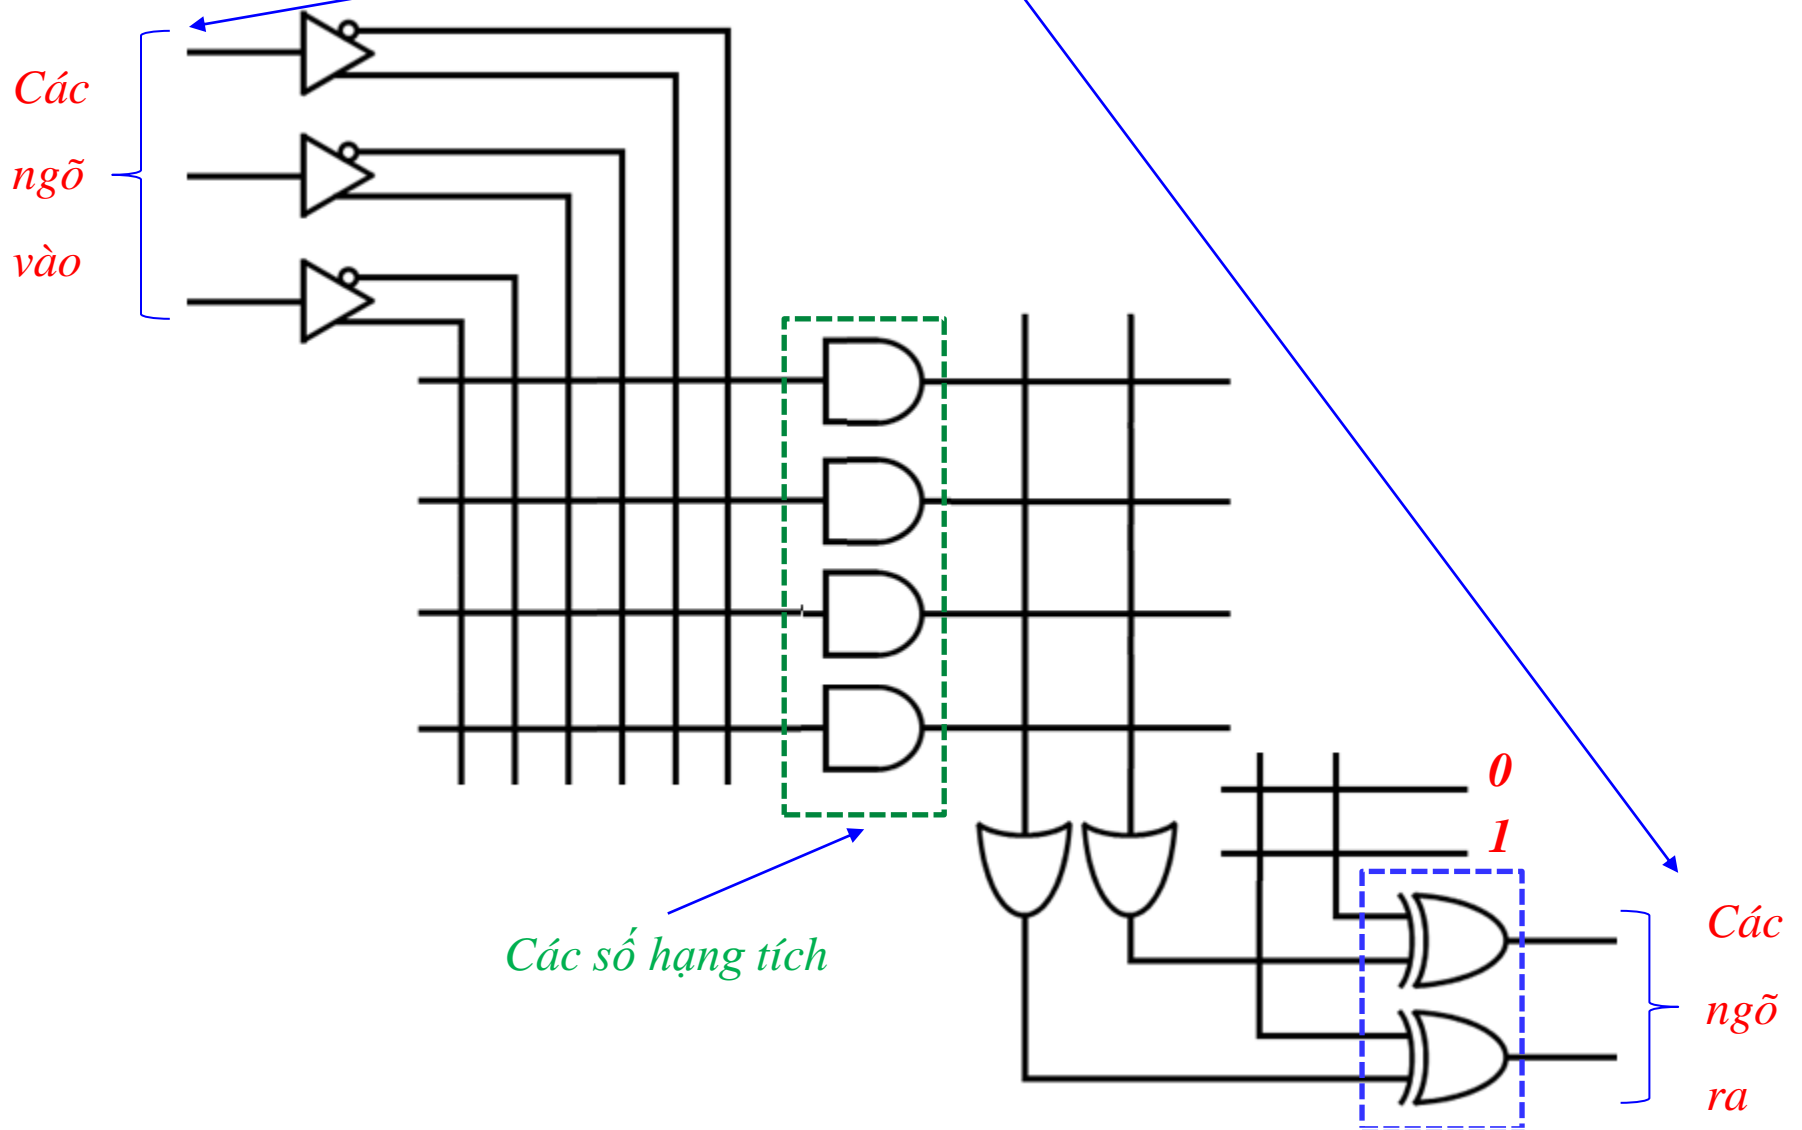 Các
ngõ
vào
0
1
Các số hạng tích
Các
ngõ
ra